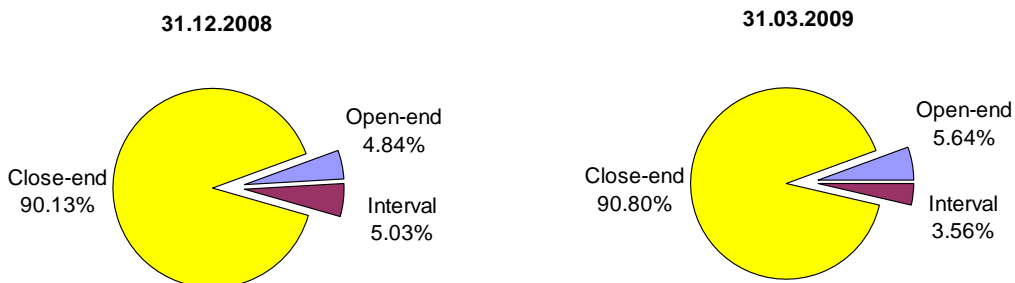 31.12.2008
Open-end
4.84%
Close-end
90.13%
Interval
5.03%
31.03.2009
Open-end
5.64%
Close-end
90.80%
Interval
3.56%